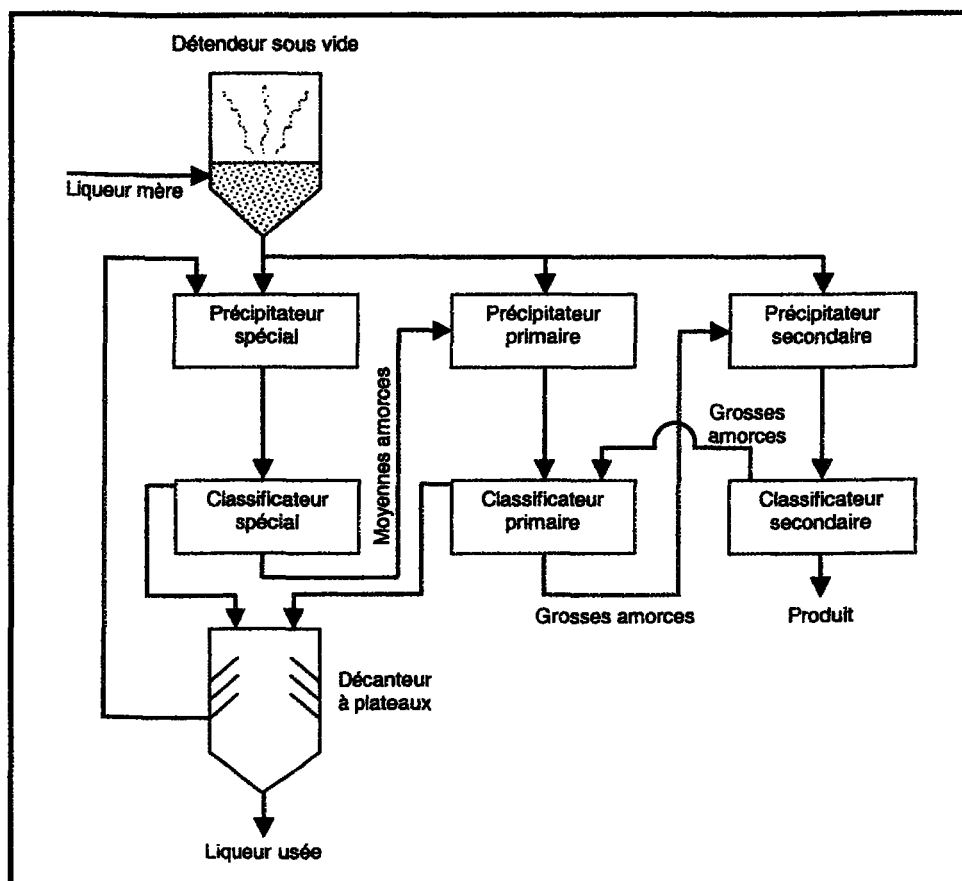 Détendeur sous vide
Liqueur mère
Précipitateur
spécial
Précipitateur
primaire
Précipitateur
secondaire
Moyennes amorces
Grosses
amorces
Classificateur
spécial
Classificateur
primaire
Classificateur
secondaire
Grosses amorces
Produit
Décanteur
à plateaux
Liqueur usée